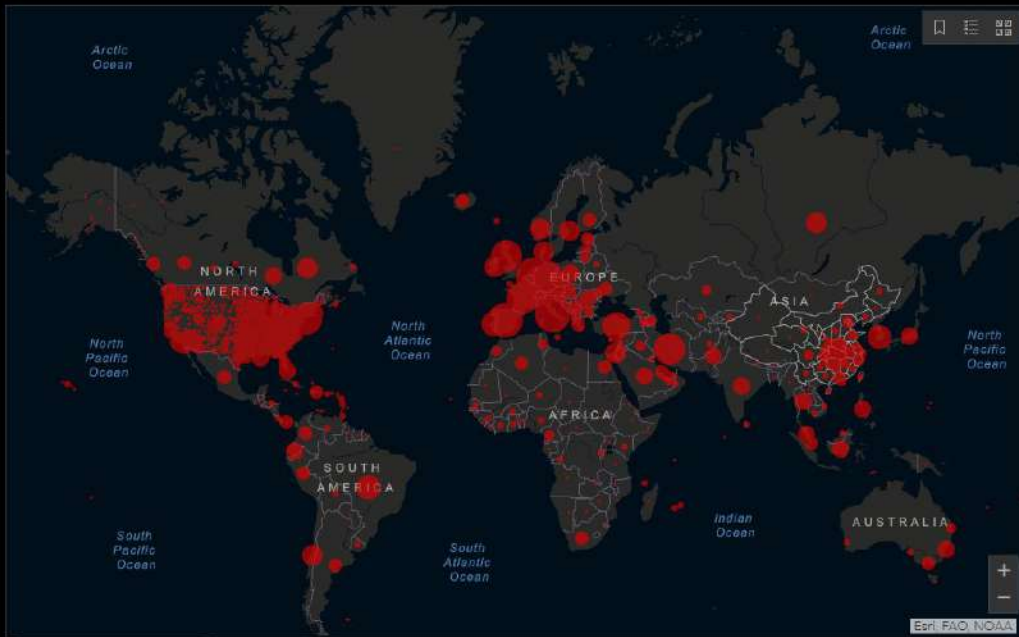 Arctic
Ocean
Arctic
Ocean
NORTH
AMERICA
EUROPE
ASIA
North
Pacific
Ocean
North
Atlantic
Ocean
North
Pacific
Ocean
AFRICA
SOUTH
AMERICA
South
Pacific
Ocean
South
Atlantic
Ocean
Indian
Ocean
AUSTRALIA
+
−
Esri, FAO, NOAA